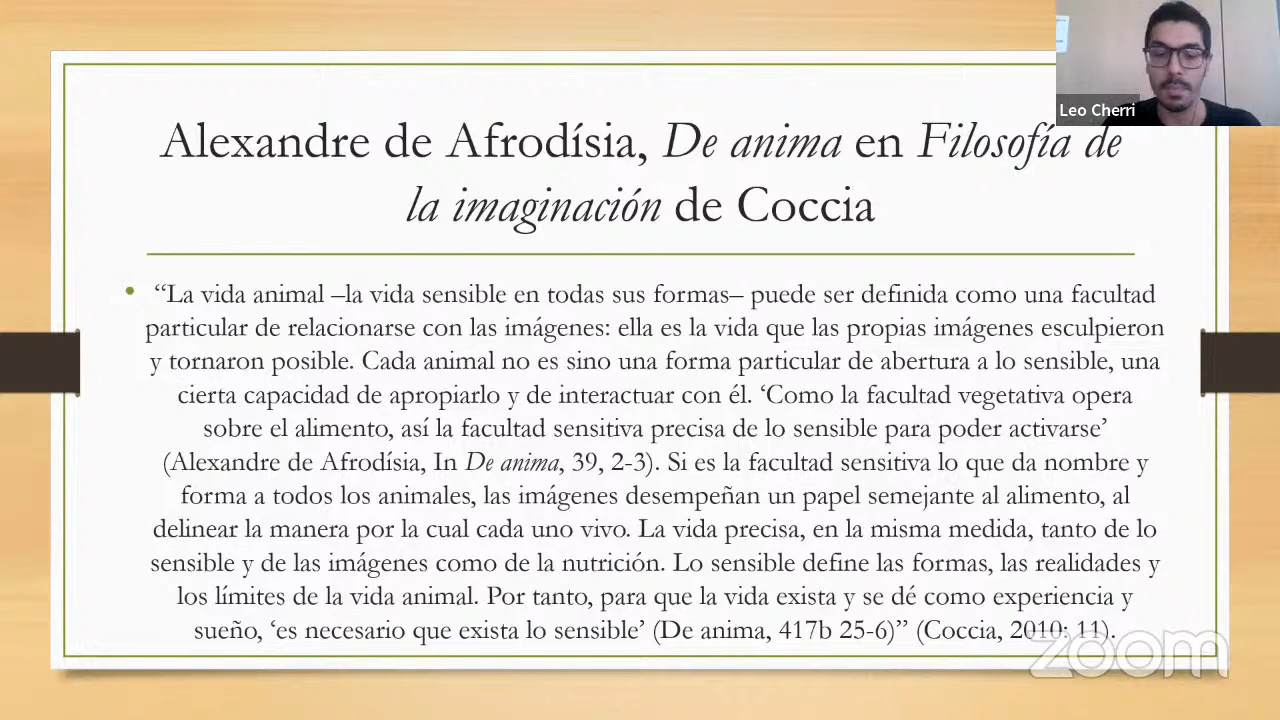 Leo Cherri
Alexandre de Afrodísia, De anima en Filosofía de
la imaginación de Coccia
• “La vida animal –la vida sensible en todas sus formas– puede ser definida como una facultad
particular de relacionarse con las imágenes: ella es la vida que las propias imágenes esculpieron
y tornaron posible. Cada animal no es sino una forma particular de abertura a lo sensible, una
cierta capacidad de apropiarlo y de interactuar con él. ‘Como la facultad vegetativa opera
sobre el alimento, así la facultad sensitiva precisa de lo sensible para poder activarse’
(Alexandre de Afrodísia, In De anima, 39, 2-3). Si es la facultad sensitiva lo que da nombre y
forma a todos los animales, las imágenes desempeñan un papel semejante al alimento, al
delinear la manera por la cual cada uno vivo. La vida precisa, en la misma medida, tanto de lo
sensible y de las imágenes como de la nutrición. Lo sensible define las formas, las realidades y
los límites de la vida animal. Por tanto, para que la vida exista y se dé como experiencia y
sueño, ‘es necesario que exista lo sensible’ (De anima, 417b 25-6)” (Coccia, 2010: 11).
zoom